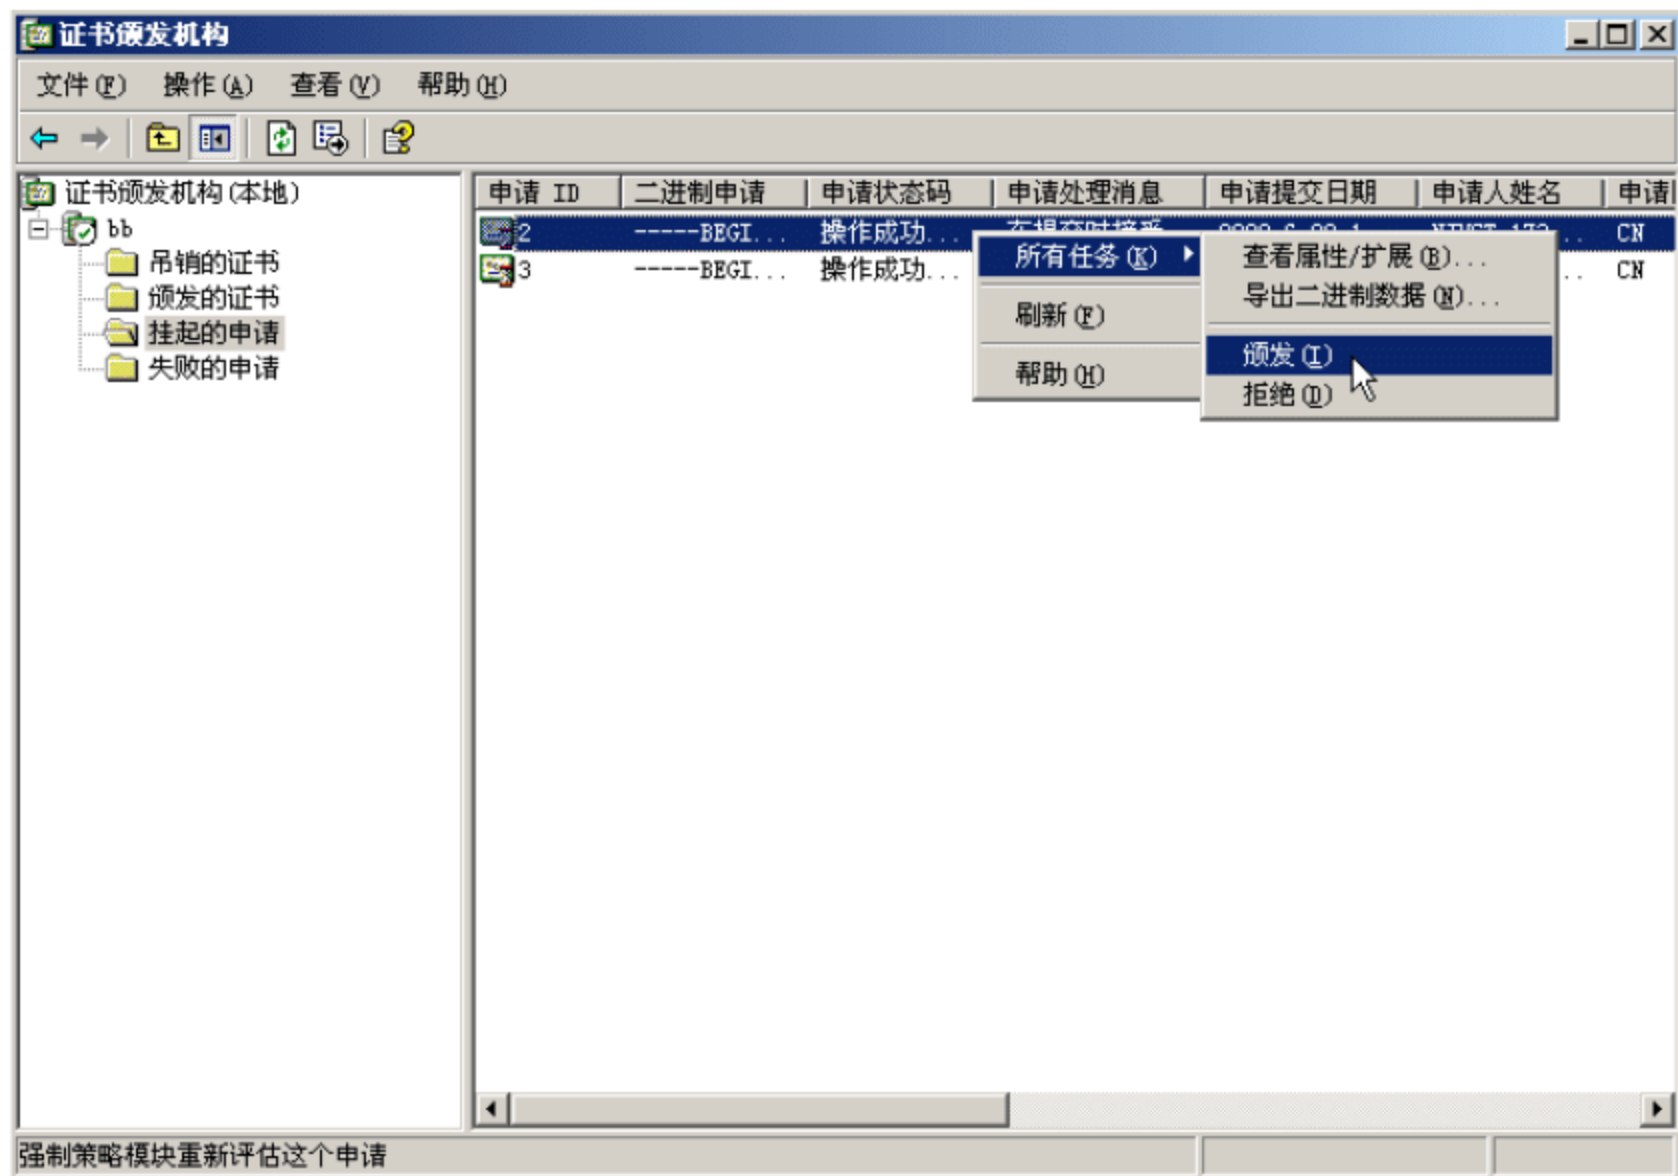 证书颁发机构
文件(F) 操作(A) 查看(V) 帮助(H)
证书颁发机构(本地)
bb
吊销的证书
颁发的证书
挂起的申请
失败的申请
申请 ID 二进制申请 申请状态码 申请处理消息 申请提交日期 申请人姓名 申请
2 -----BEGI... 操作成功... 在提交时接受 CN
3 -----BEGI... 操作成功... CN
所有任务(K)
刷新(F)
帮助(H)
查看属性/扩展(B)...
导出二进制数据(N)...
颁发(I)
拒绝(D)
强制策略模块重新评估这个申请